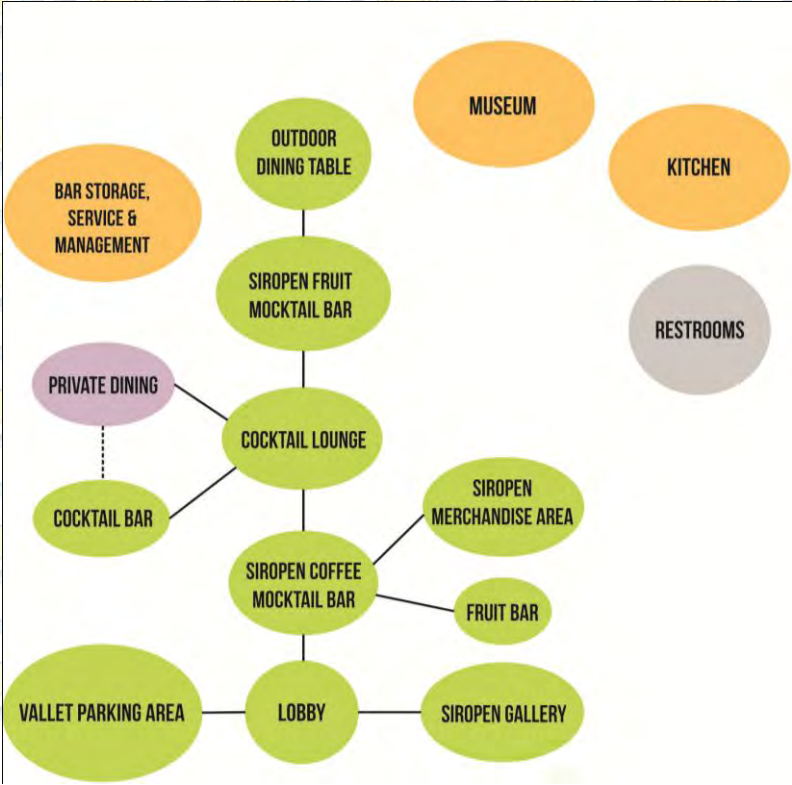 MUSEUM
OUTDOOR
DINING TABLE
KITCHEN
BAR STORAGE,
SERVICE &
MANAGEMENT
SIROPEN FRUIT
MOCKTAIL BAR
RESTROOMS
PRIVATE DINING
COCKTAIL LOUNGE
COCKTAIL BAR
SIROPEN
MERCHANDISE AREA
SIROPEN COFFEE
MOCKTAIL BAR
FRUIT BAR
VALLET PARKING AREA
LOBBY
SIROPEN GALLERY